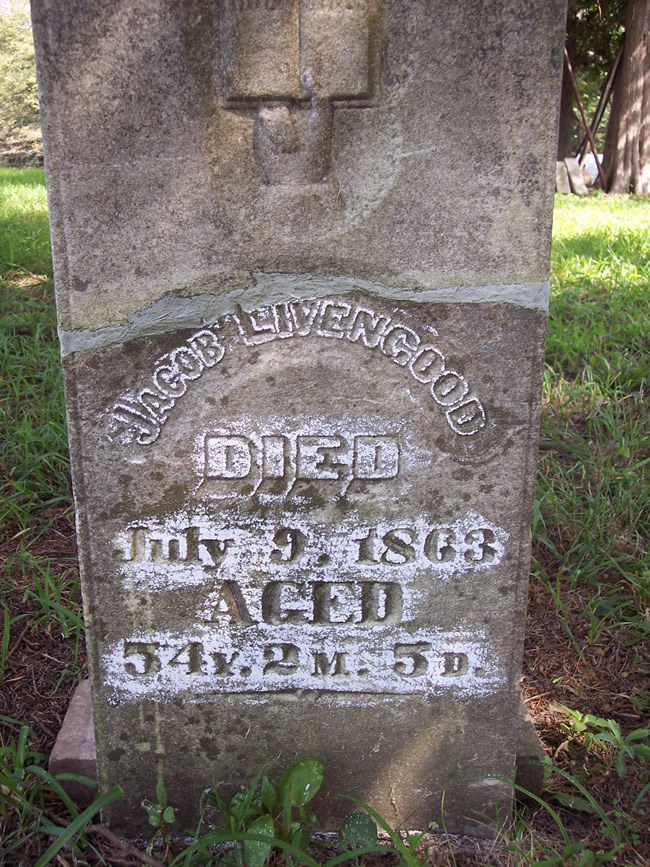 JACOB LIVENGOOD
DIED
July 9, 1863
AGED
54Y. 2M. 5D.